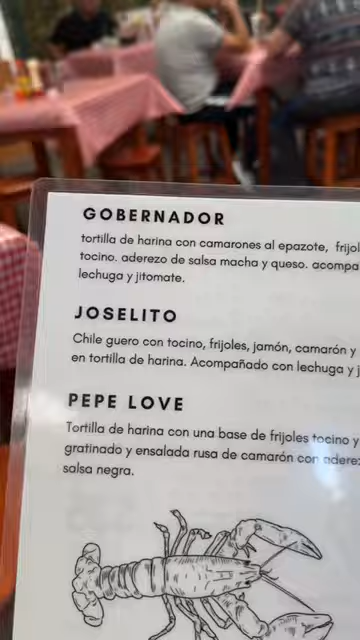 GOBERNADOR
tortilla de harina con camarones al epazote, frijol
tocino. aderezo de salsa macha y queso. acompa
lechuga y jitomate.
JOSELITO
Chile guero con tocino, frijoles, jamón, camarón y
en tortilla de harina. Acompañado con lechuga y j
PEPE LOVE
Tortilla de harina con una base de frijoles tocino y
gratinado y ensalada rusa de camarón con adere
salsa negra.